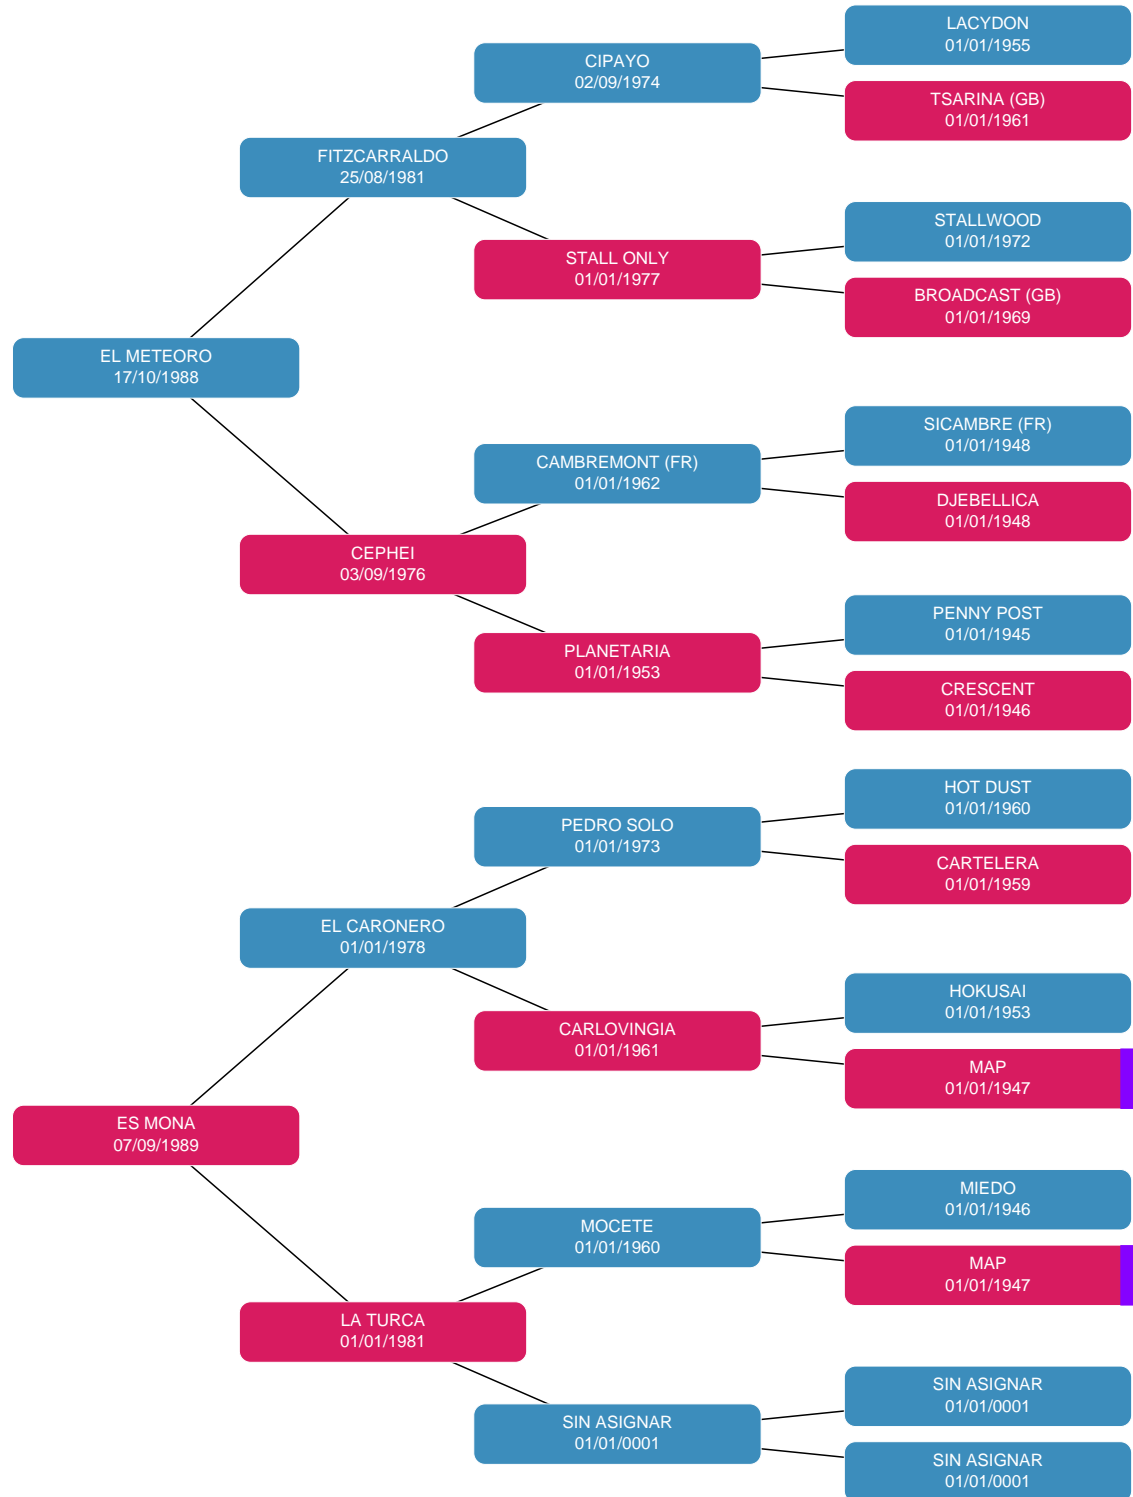 LACYDON
01/01/1955
CIPAYO
02/09/1974
TSARINA (GB)
01/01/1961
FITZCARRALDO
25/08/1981
STALLWOOD
01/01/1972
STALL ONLY
01/01/1977
BROADCAST (GB)
01/01/1969
EL METEORO
17/10/1988
SICAMBRE (FR)
01/01/1948
CAMBREMONT (FR)
01/01/1962
DJEBELLICA
01/01/1948
CEPHEI
03/09/1976
PENNY POST
01/01/1945
PLANETARIA
01/01/1953
CRESCENT
01/01/1946
HOT DUST
01/01/1960
PEDRO SOLO
01/01/1973
CARTELERA
01/01/1959
EL CARONERO
01/01/1978
HOKUSAI
01/01/1953
CARLOVINGIA
01/01/1961
MAP
01/01/1947
ES MONA
07/09/1989
MIEDO
01/01/1946
MOCETE
01/01/1960
MAP
01/01/1947
LA TURCA
01/01/1981
SIN ASIGNAR
01/01/0001
SIN ASIGNAR
01/01/0001
SIN ASIGNAR
01/01/0001